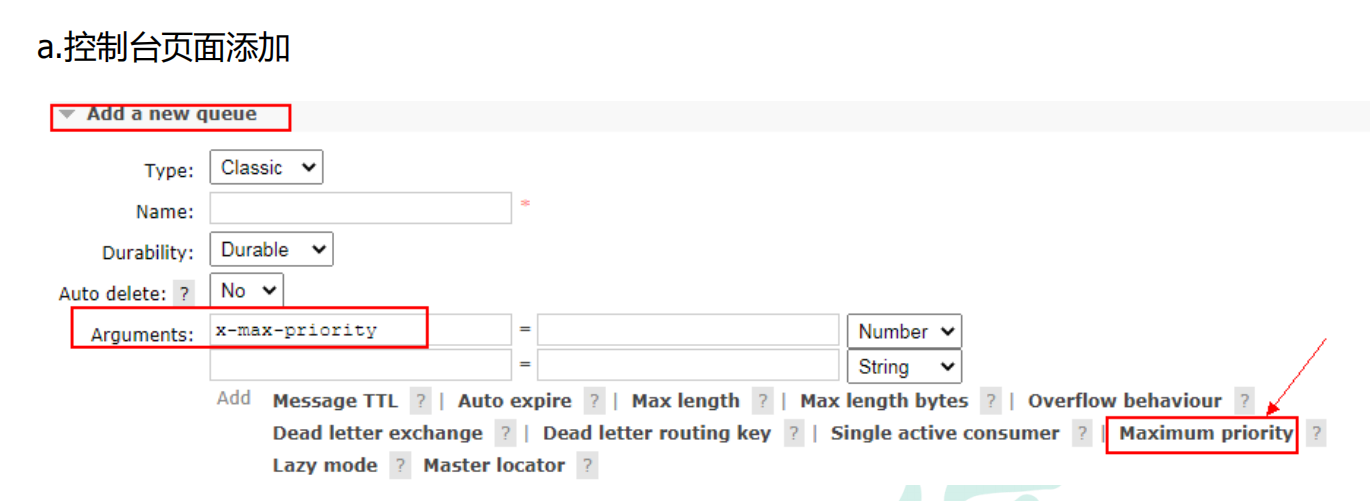 a.控制台页面添加
Add a new queue
Type: Classic
Name: *
Durability: Durable
Auto delete: ? No
Arguments: x-max-priority = Number
= String
Add Message TTL ? | Auto expire ? | Max length ? | Max length bytes ? | Overflow behaviour ?
Dead letter exchange ? | Dead letter routing key ? | Single active consumer ? | Maximum priority ?
Lazy mode ? Master locator ?